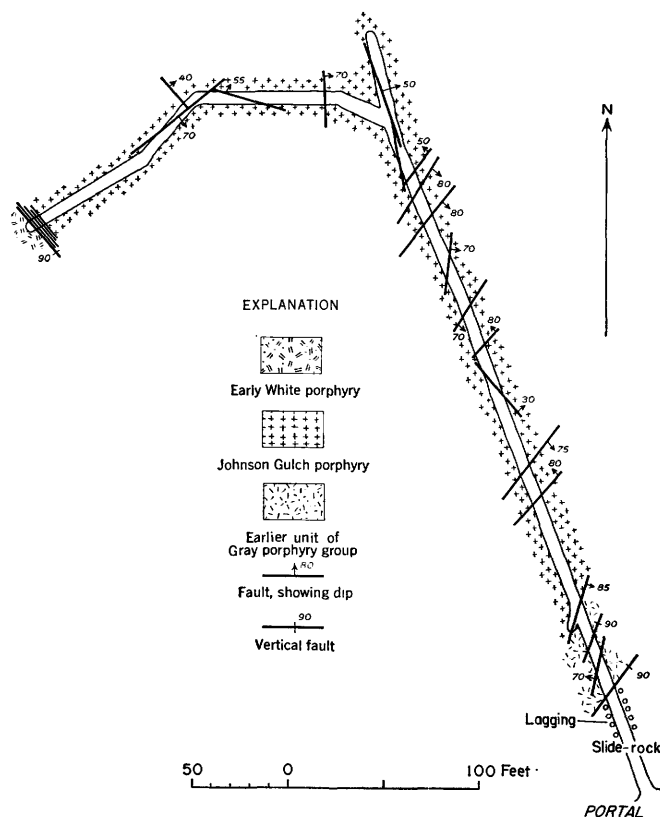 40
55
70
50
N
70
50
80
80
90
70
EXPLANATION
70
80
Early White porphyry
30
Johnson Gulch porphyry
75
80
Earlier unit of
Gray porphyry group
80
Fault, showing dip
85
90
Vertical fault
90
70
90
Lagging
Slide-rock
50 0 100 Feet
PORTAL